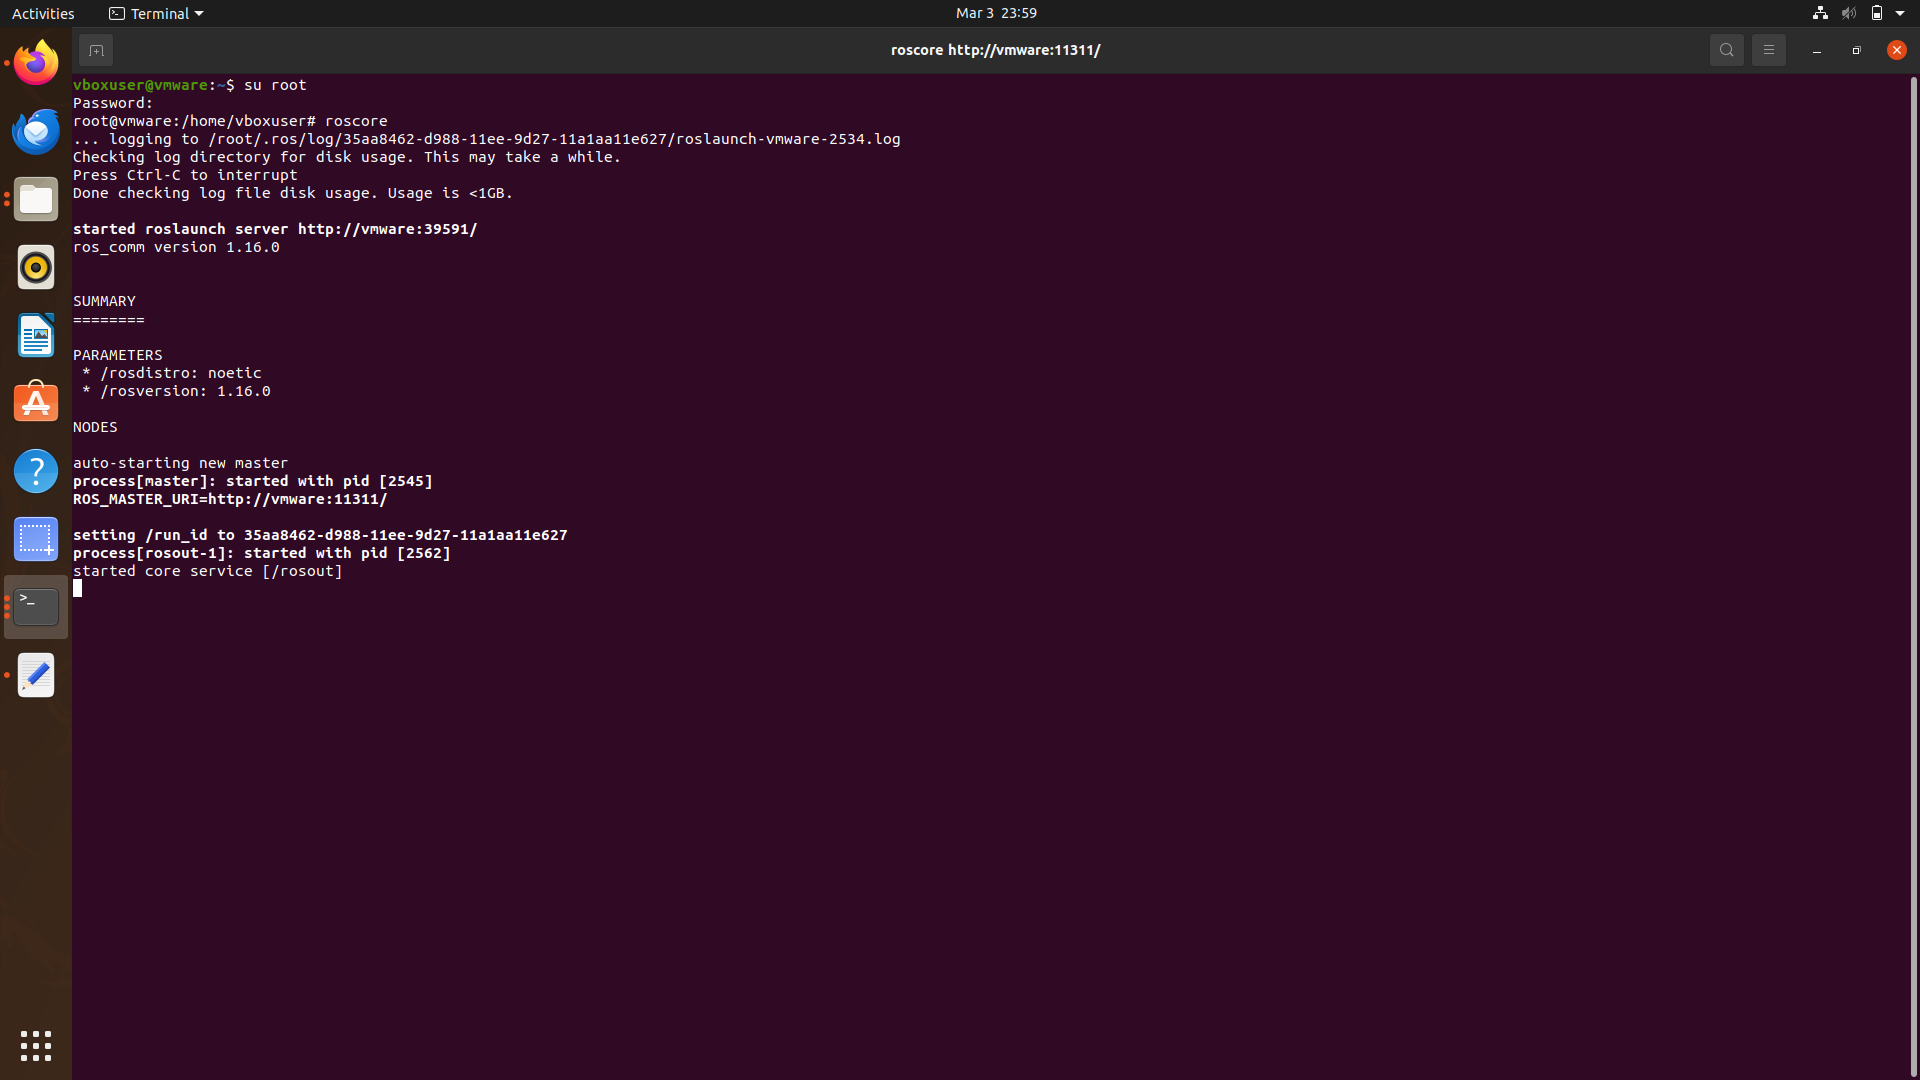 Activities
Terminal
Mar 3 23:59
roscore http://vmware:11311/
vboxuser@vmware:~$ su root
Password:
root@vmware:/home/vboxuser# roscore
... logging to /root/.ros/log/35aa8462-d988-11ee-9d27-11a1aa11e627/roslaunch-vmware-2534.log
Checking log directory for disk usage. This may take a while.
Press Ctrl-C to interrupt
Done checking log file disk usage. Usage is <1GB.
started roslaunch server http://vmware:39591/
ros_comm version 1.16.0
SUMMARY
========
PARAMETERS
 * /rosdistro: noetic
 * /rosversion: 1.16.0
NODES
auto-starting new master
process[master]: started with pid [2545]
ROS_MASTER_URI=http://vmware:11311/
setting /run_id to 35aa8462-d988-11ee-9d27-11a1aa11e627
process[rosout-1]: started with pid [2562]
started core service [/rosout]